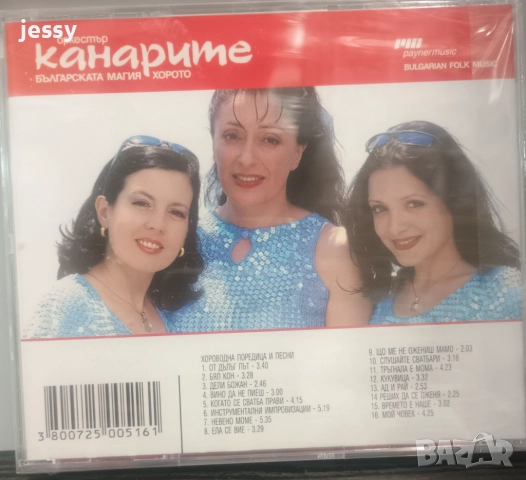 jessy
оркестър
канарите
БЪЛГАРСКАТА МАГИЯ ХОРОТО
paynermusic
BULGARIAN FOLK MUSIC
ХОРОВОДНА ПОРЕДИЦА И ПЕСНИ
1. ОТ ДЪЛЪГ ПЪТ - 3.40
2. БЯЛ КОН - 3.28
3. ДЕЛИ БОЖАН - 2.46
4. ВИНО ДА НЕ ПИЕШ - 3.00
5. КОГАТО СЕ СВАТБА ПРАВИ - 4.15
6. ИНСТРУМЕНТАЛНИ ИМПРОВИЗАЦИИ - 5.19
7. НЕВЕНО МОМЕ - 5.35
8. ЕЛА СЕ ВИЕ - 3.29
9. ЩО МЕ НЕ ОЖЕНИШ МАМО - 2.03
10. СЛУШАЙТЕ СВАТБАРИ - 3.16
11. ТРЪГНАЛА Е МОМА - 4.23
12. КУКУВИЦА - 3.32
13. АД И РАЙ - 2.53
14. РЕШИХ ДА СЕ ОЖЕНЯ - 2.25
15. ВРЕМЕТО Е НАШЕ - 3.02
16. МОЙ ЧОВЕК - 4.25
3 800725 005161
BAZAR